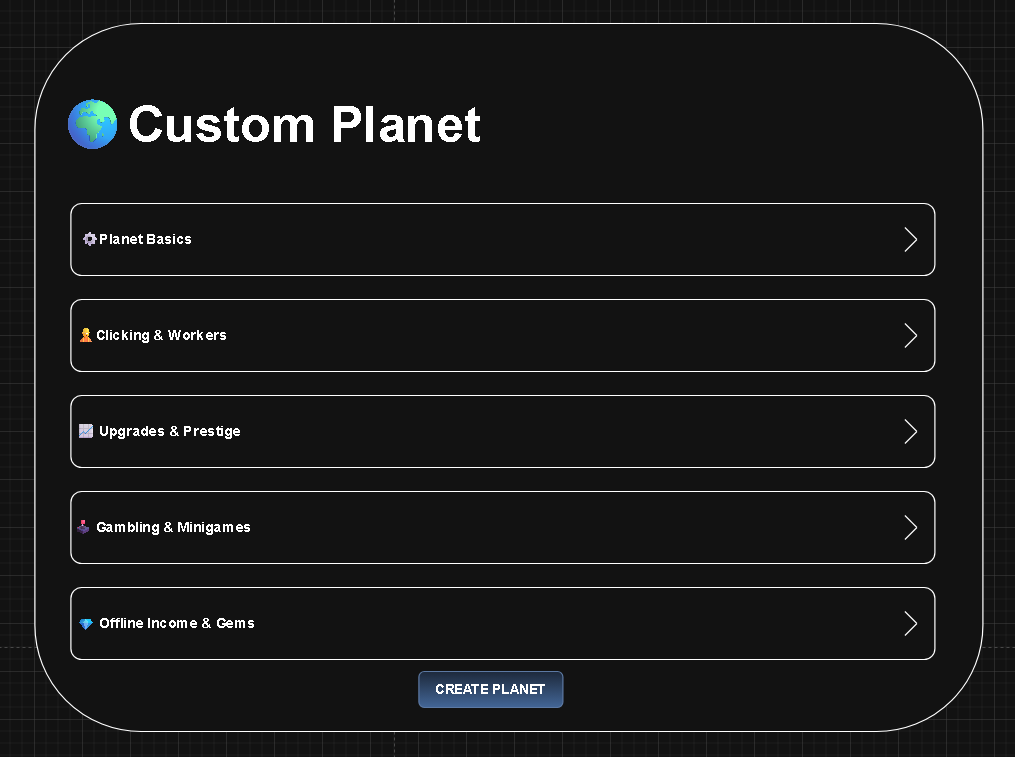 Custom Planet
Planet Basics
Clicking & Workers
Upgrades & Prestige
Gambling & Minigames
Offline Income & Gems
CREATE PLANET